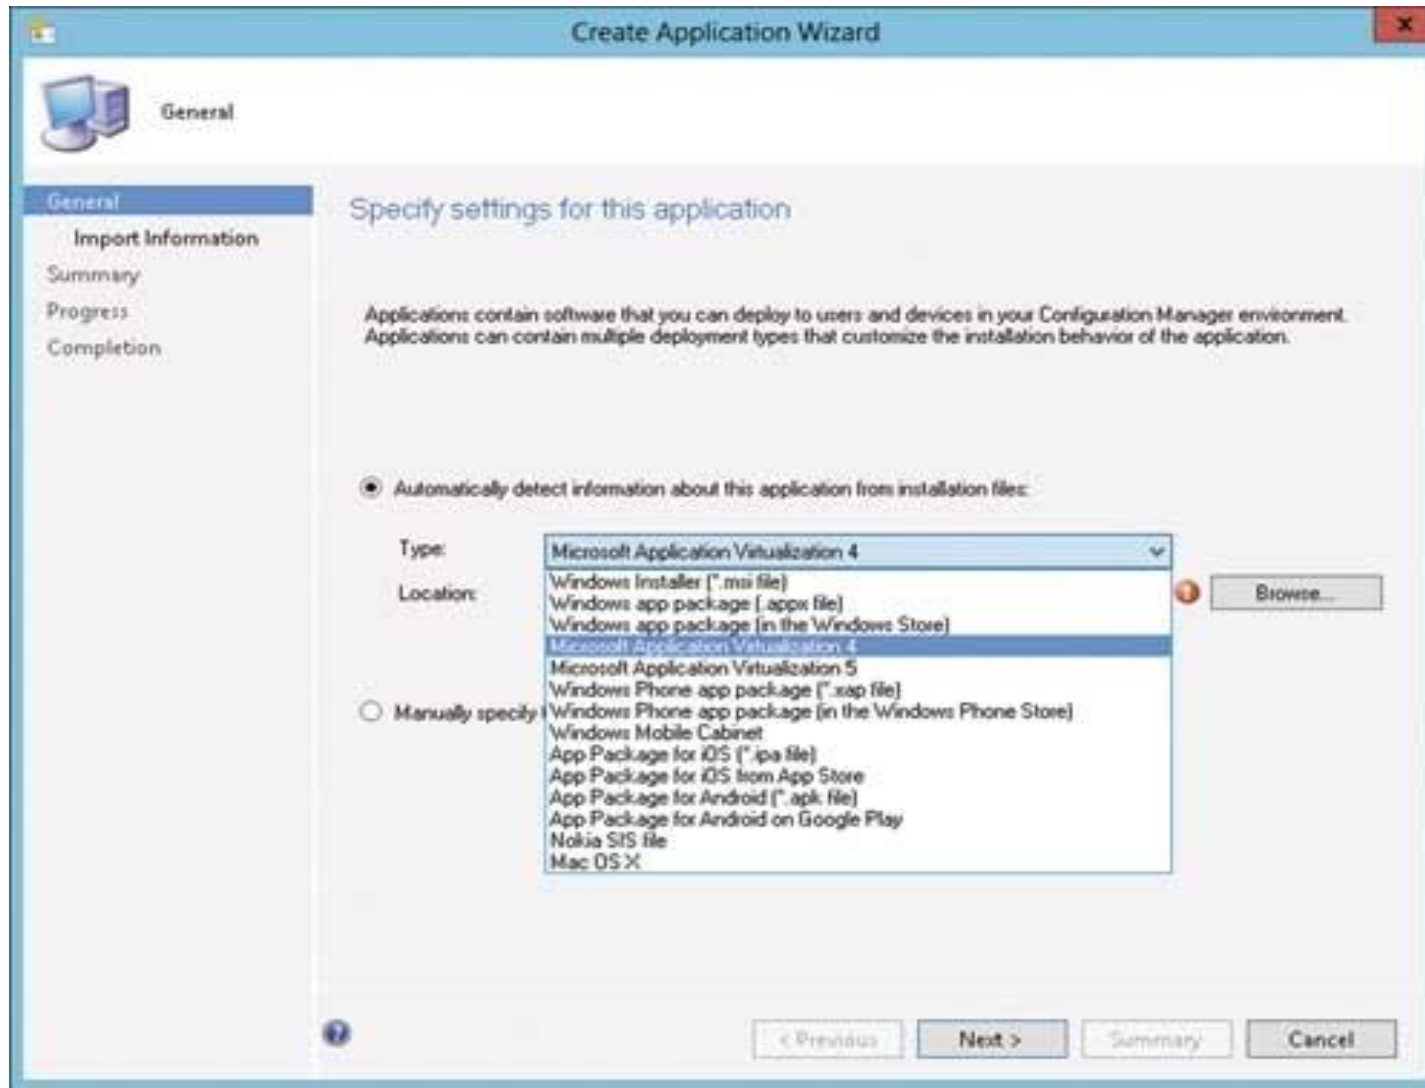 Create Application Wizard
General
General
Import Information
Summary
Progress
Completion
Specify settings for this application
Applications contain software that you can deploy to users and devices in your Configuration Manager environment.
Applications can contain multiple deployment types that customize the installation behavior of the application.
Automatically detect information about this application from installation files:
Type:
Microsoft Application Virtualization 4
Location:
Browse...
Windows Installer (*.msi file)
Windows app package (.appx file)
Windows app package (in the Windows Store)
Microsoft Application Virtualization 4
Microsoft Application Virtualization 5
Windows Phone app package (*.xap file)
Manually specify
Windows Phone app package (in the Windows Phone Store)
Windows Mobile Cabinet
App Package for iOS (*.ipa file)
App Package for iOS from App Store
App Package for Android (*.apk file)
App Package for Android on Google Play
Nokia SIS file
Mac OS X
< Previous
Next >
Summary
Cancel